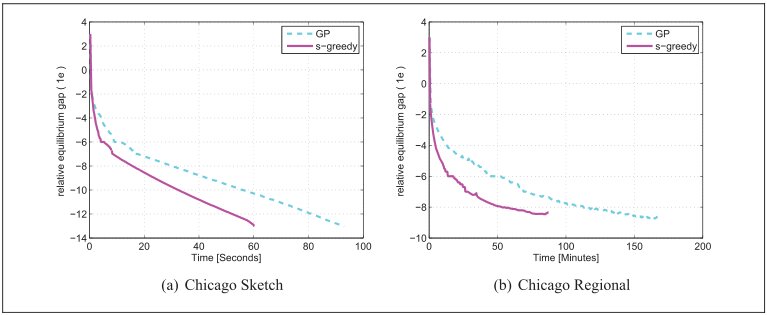 4
2
0
−2
−4
−6
−8
−10
−12
−14
0 20 40 60 80 100
Time [Seconds]
relative equilibrium gap ( 1e )
GP
s-greedy
(a) Chicago Sketch
4
2
0
−2
−4
−6
−8
−10
0 50 100 150 200
Time [Minutes]
relative equilibrium gap ( 1e )
GP
s-greedy
(b) Chicago Regional